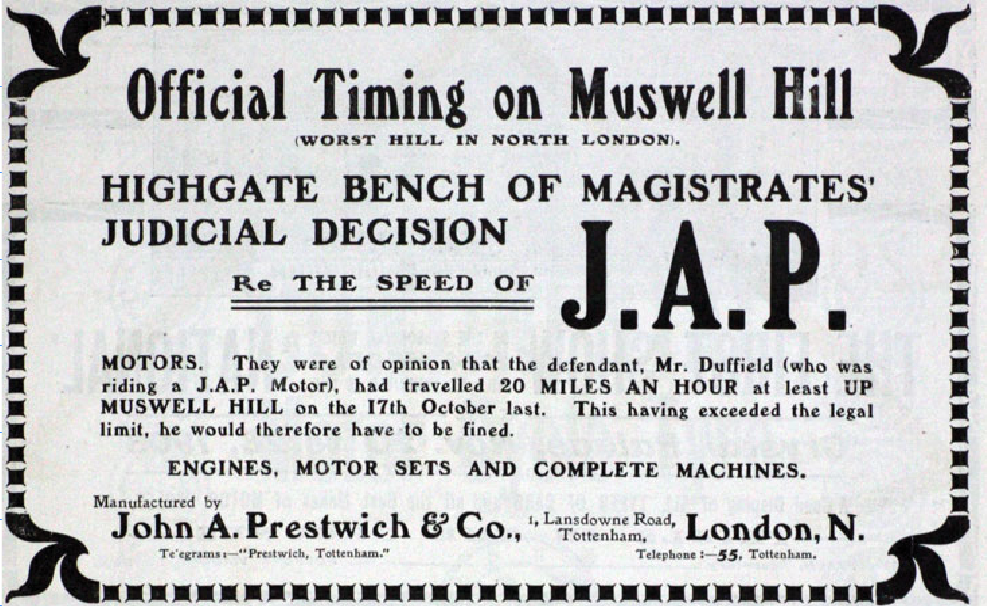 Official Timing on Muswell Hill
(WORST HILL IN NORTH LONDON).
HIGHGATE BENCH OF MAGISTRATES'
JUDICIAL DECISION
Re THE SPEED OF J.A.P.
MOTORS. They were of opinion that the defendant, Mr. Duffield (who was
riding a J.A.P. Motor), had travelled 20 MILES AN HOUR at least UP
MUSWELL HILL on the 17th October last. This having exceeded the legal
limit, he would therefore have to be fined.
ENGINES, MOTOR SETS AND COMPLETE MACHINES.
Manufactured by
John A. Prestwich & Co., 1, Lansdowne Road, Tottenham, London, N.
Telegrams:—"Prestwich, Tottenham." Telephone:—55, Tottenham.